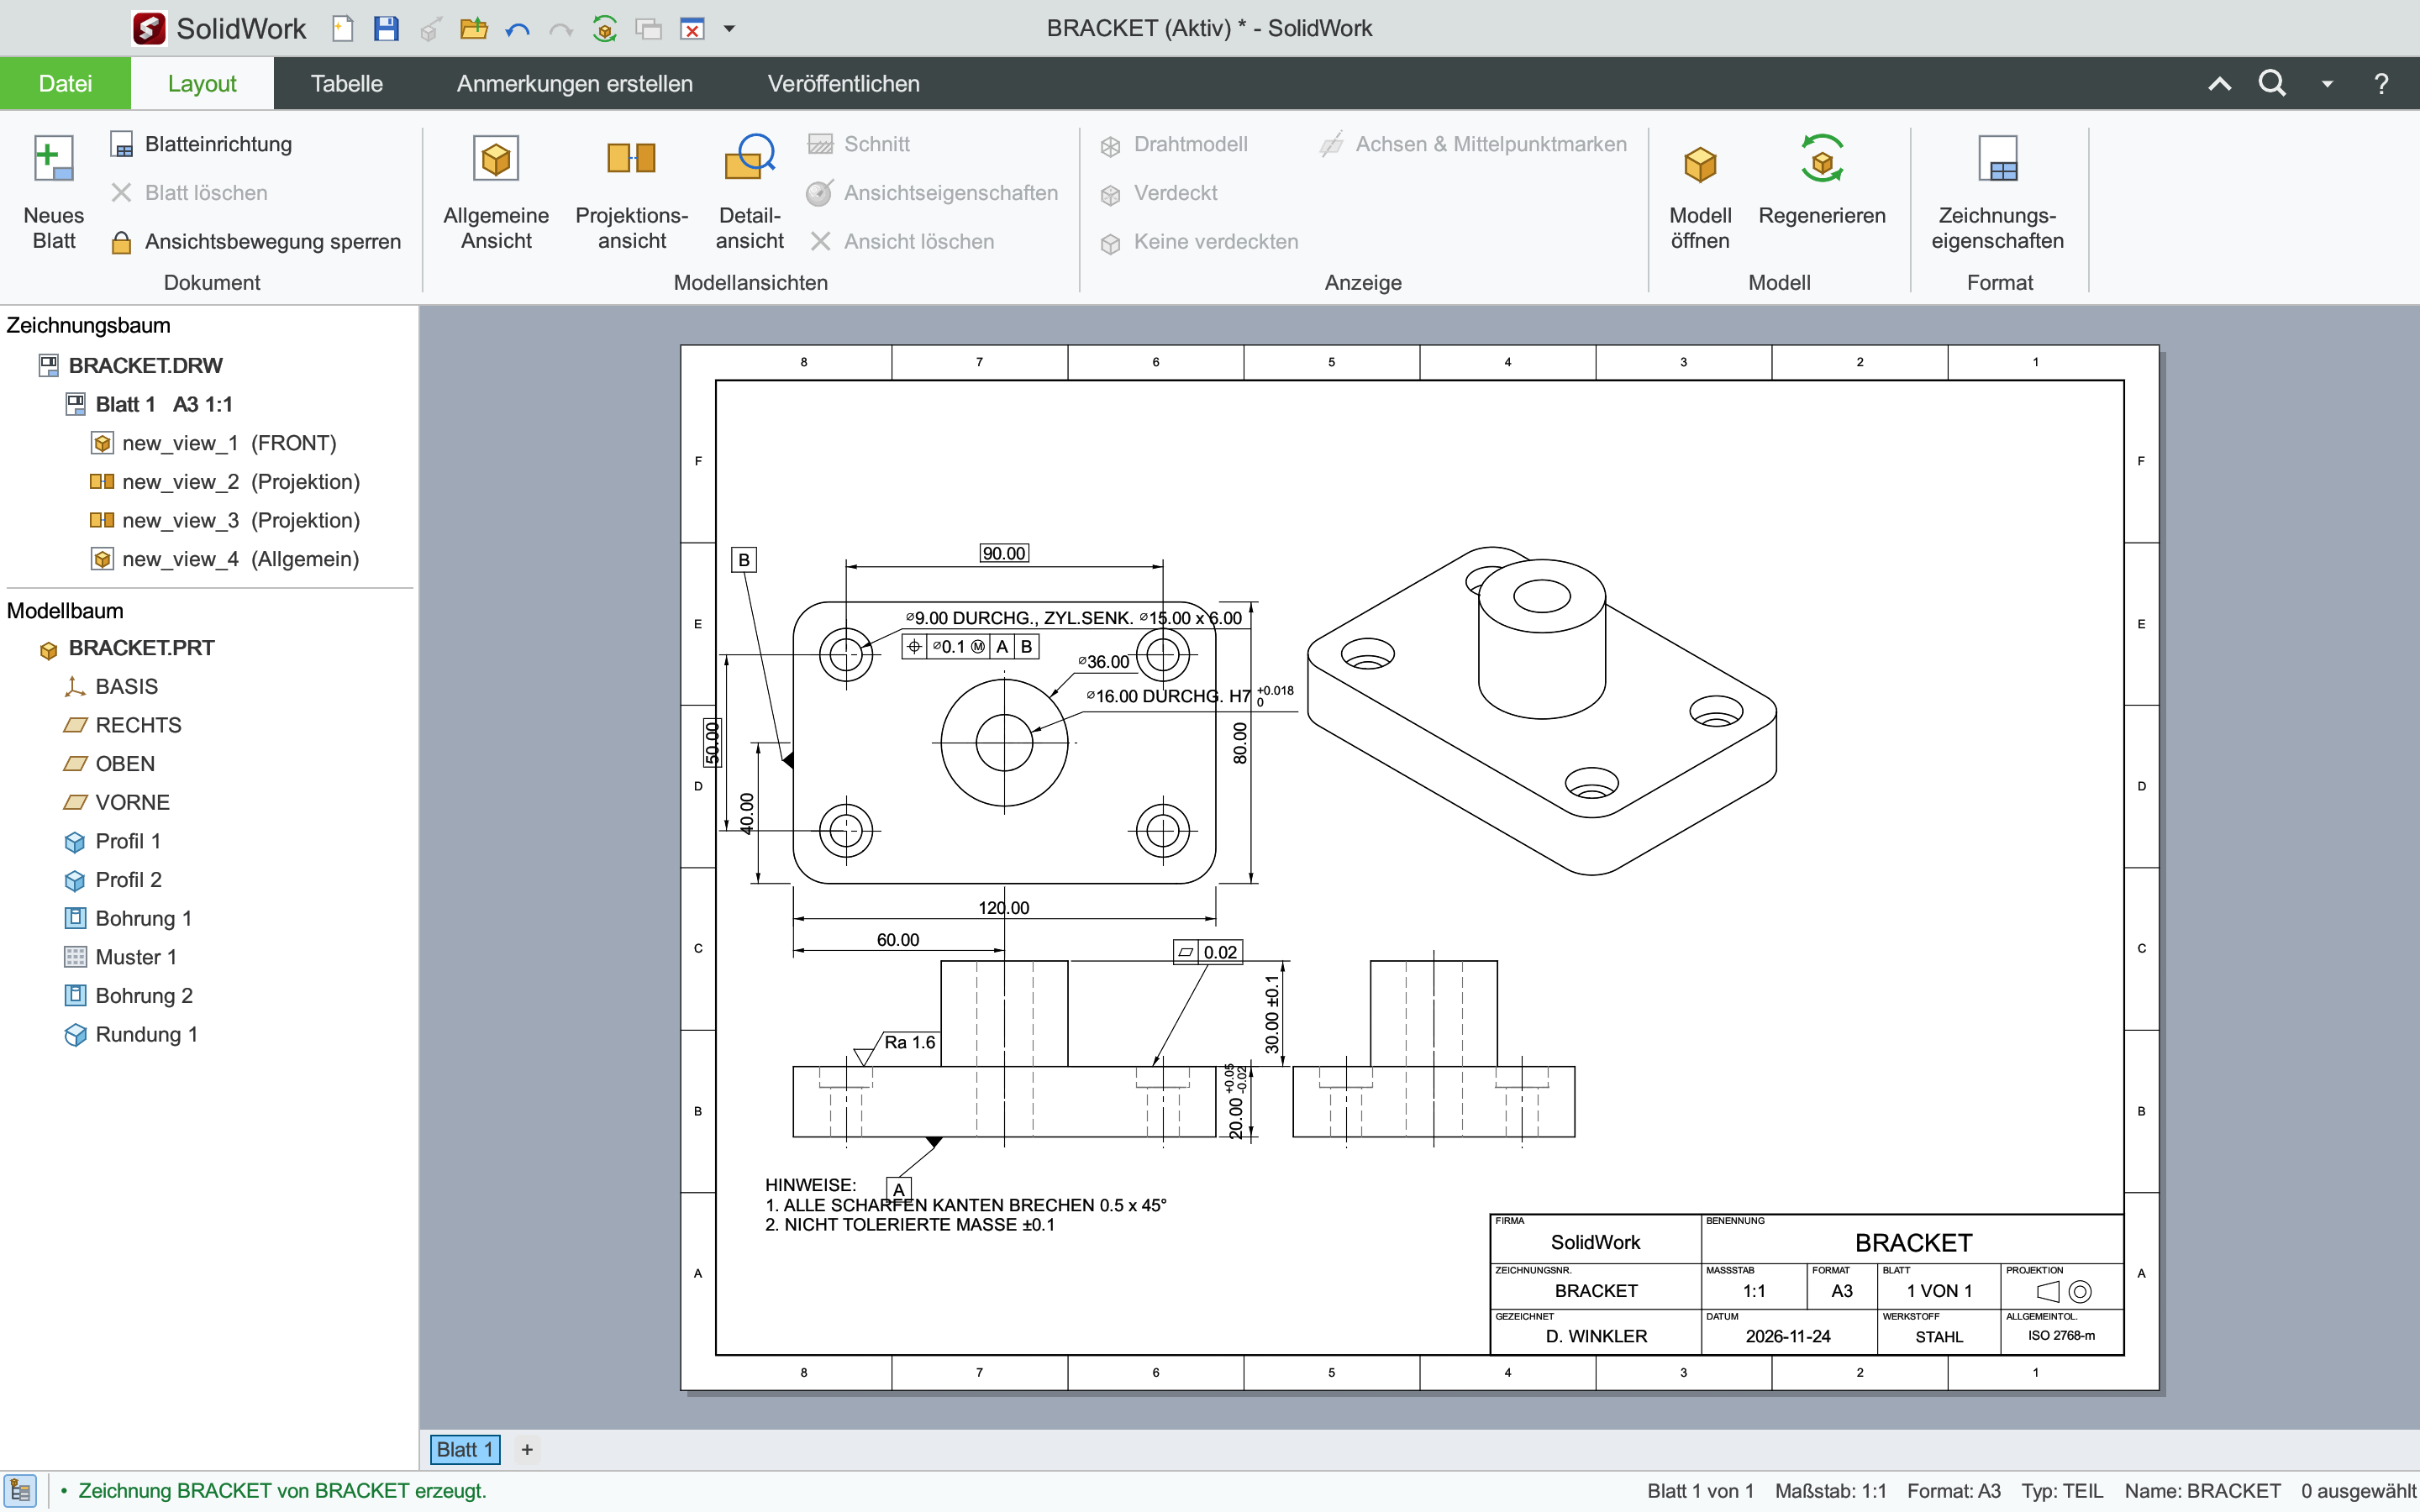 SolidWork
BRACKET (Aktiv) * - SolidWork
Datei
Layout
Tabelle
Anmerkungen erstellen
Veröffentlichen
?
Neues
Blatt
Blatteinrichtung
Blatt löschen
Ansichtsbewegung sperren
Dokument
Allgemeine
Ansicht
Projektions-
ansicht
Detail-
ansicht
Schnitt
Ansichtseigenschaften
Ansicht löschen
Modellansichten
Drahtmodell
Verdeckt
Keine verdeckten
Achsen & Mittelpunktmarken
Anzeige
Modell
öffnen
Regenerieren
Modell
Zeichnungs-
eigenschaften
Format
Zeichnungsbaum
BRACKET.DRW
Blatt 1 A3 1:1
new_view_1 (FRONT)
new_view_2 (Projektion)
new_view_3 (Projektion)
new_view_4 (Allgemein)
Modellbaum
BRACKET.PRT
BASIS
RECHTS
OBEN
VORNE
Profil 1
Profil 2
Bohrung 1
Muster 1
Bohrung 2
Rundung 1
8 7 6 5 4 3 2 1
F F
E E
D D
C C
B B
A A
B
90.00
⌀9.00 DURCHG., ZYL.SENK. ⌀15.00 x 6.00
⌖ ⌀0.1 Ⓜ A B
⌀36.00
⌀16.00 DURCHG. H7 +0.018
0
50.00
40.00
80.00
120.00
60.00
⏥ 0.02
30.00 ±0.1
Ra 1.6
20.00 +0.05
-0.02
A
HINWEISE:
1. ALLE SCHARFEN KANTEN BRECHEN 0.5 x 45°
2. NICHT TOLERIERTE MASSE ±0.1
FIRMA
SolidWork
BENENNUNG
BRACKET
ZEICHNUNGSNR.
BRACKET
MASSSTAB
1:1
FORMAT
A3
BLATT
1 VON 1
PROJEKTION
GEZEICHNET
D. WINKLER
DATUM
2026-11-24
WERKSTOFF
STAHL
ALLGEMEINTOL.
ISO 2768-m
8 7 6 5 4 3 2 1
Blatt 1 +
• Zeichnung BRACKET von BRACKET erzeugt.
Blatt 1 von 1 Maßstab: 1:1 Format: A3 Typ: TEIL Name: BRACKET 0 ausgewählt